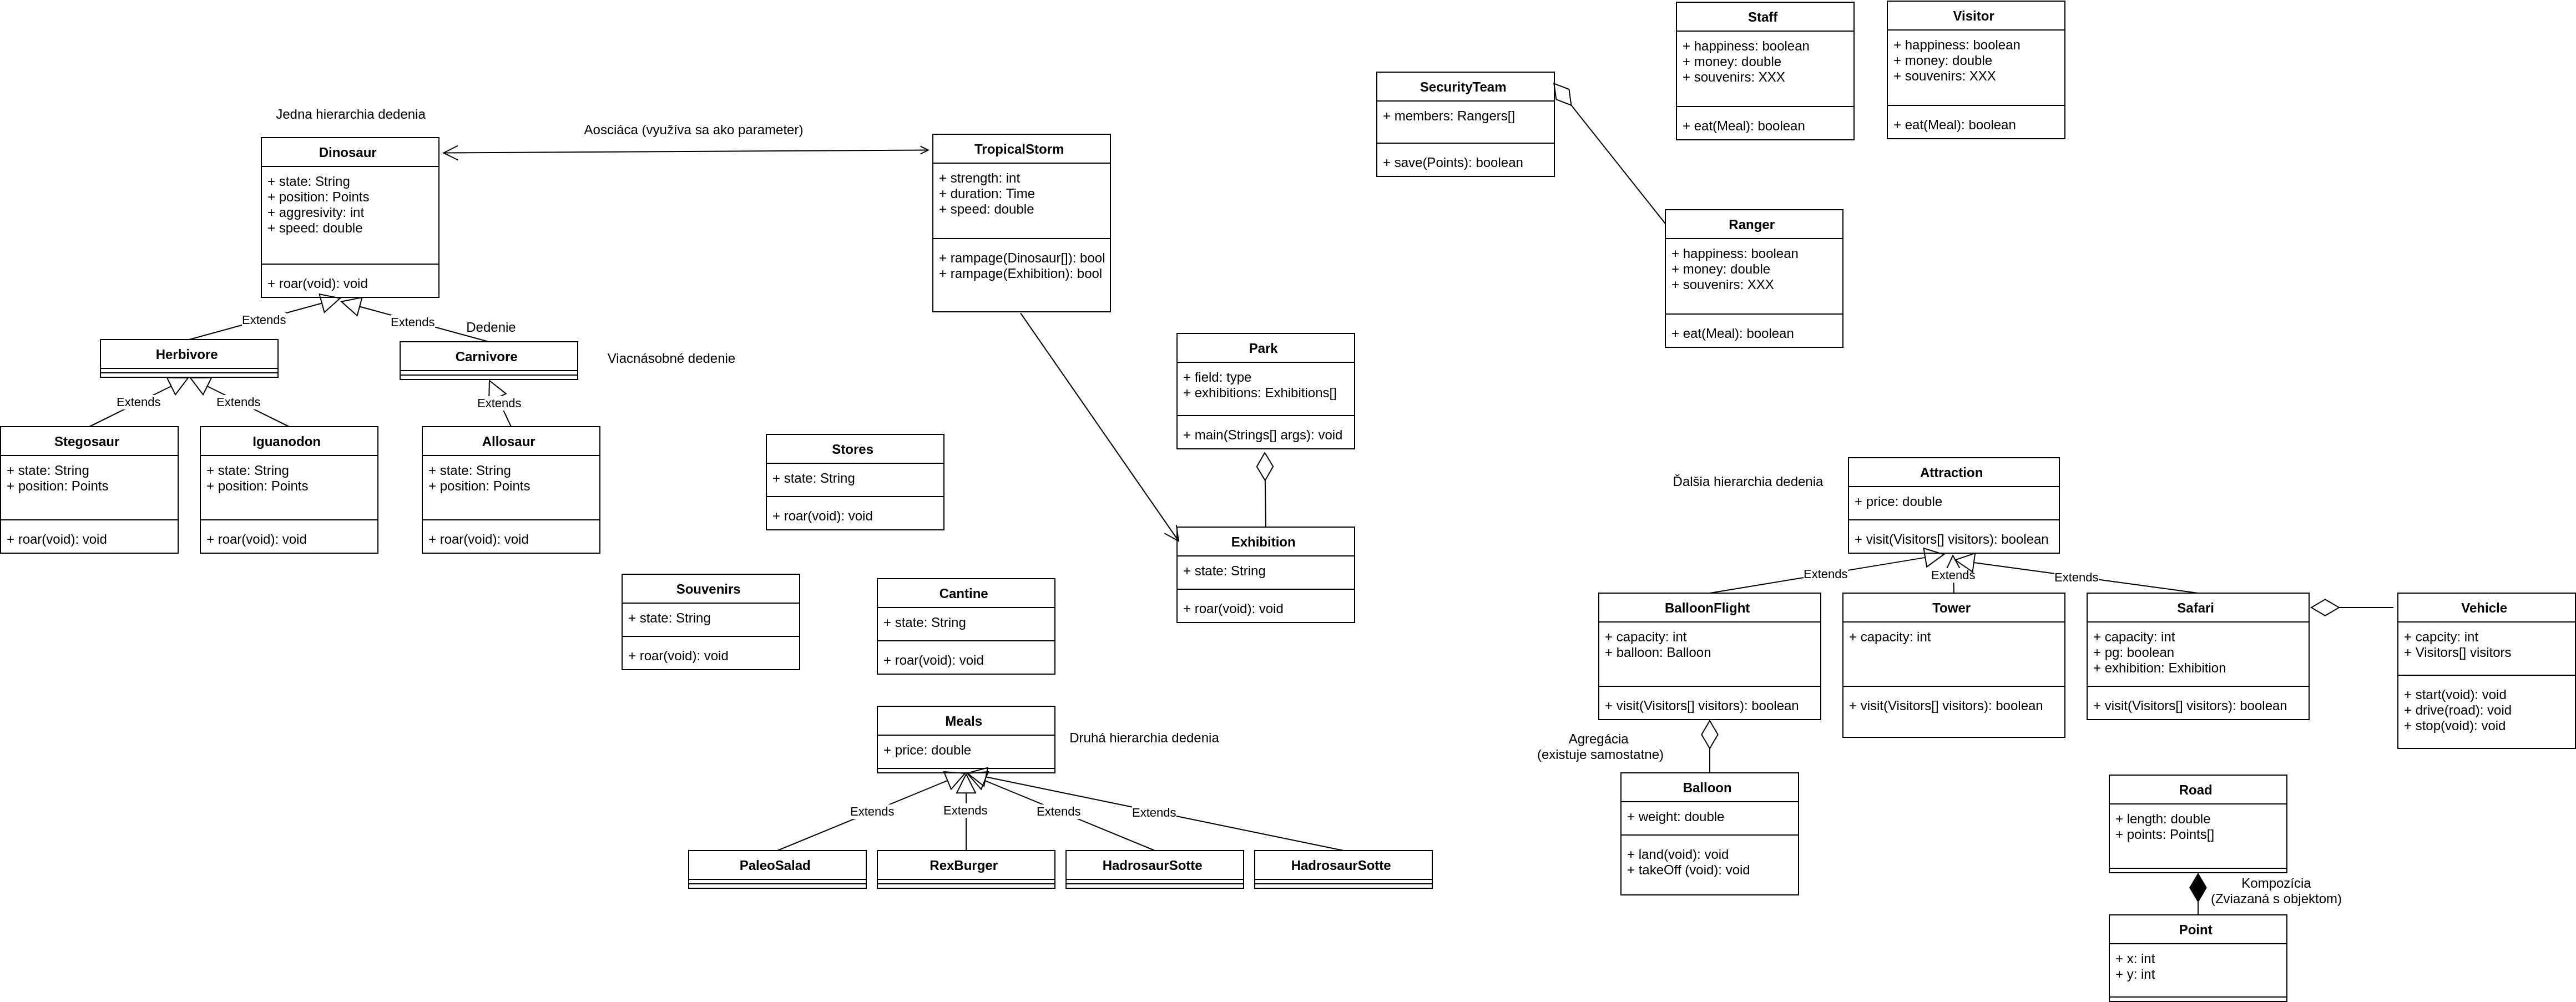 Jedna hierarchia dedenia
Dinosaur
+ state: String
+ position: Points
+ aggresivity: int
+ speed: double
+ roar(void): void
Aosciáca (využíva sa ako parameter)
TropicalStorm
+ strength: int
+ duration: Time
+ speed: double
+ rampage(Dinosaur[]): bool
+ rampage(Exhibition): bool
SecurityTeam
+ members: Rangers[]
+ save(Points): boolean
Staff
+ happiness: boolean
+ money: double
+ souvenirs: XXX
+ eat(Meal): boolean
Visitor
+ happiness: boolean
+ money: double
+ souvenirs: XXX
+ eat(Meal): boolean
Ranger
+ happiness: boolean
+ money: double
+ souvenirs: XXX
+ eat(Meal): boolean
Extends
Extends
Dedenie
Herbivore
Carnivore
Viacnásobné dedenie
Extends
Extends
Extends
Stegosaur
+ state: String
+ position: Points
+ roar(void): void
Iguanodon
+ state: String
+ position: Points
+ roar(void): void
Allosaur
+ state: String
+ position: Points
+ roar(void): void
Park
+ field: type
+ exhibitions: Exhibitions[]
+ main(Strings[] args): void
Stores
+ state: String
+ roar(void): void
Exhibition
+ state: String
+ roar(void): void
Souvenirs
+ state: String
+ roar(void): void
Cantine
+ state: String
+ roar(void): void
Meals
+ price: double
Druhá hierarchia dedenia
Extends
Extends
Extends
Extends
PaleoSalad
RexBurger
HadrosaurSotte
HadrosaurSotte
Ďalšia hierarchia dedenia
Attraction
+ price: double
+ visit(Visitors[] visitors): boolean
Extends
Extends
Extends
BalloonFlight
+ capacity: int
+ balloon: Balloon
+ visit(Visitors[] visitors): boolean
Tower
+ capacity: int
+ visit(Visitors[] visitors): boolean
Safari
+ capacity: int
+ pg: boolean
+ exhibition: Exhibition
+ visit(Visitors[] visitors): boolean
Vehicle
+ capcity: int
+ Visitors[] visitors
+ start(void): void
+ drive(road): void
+ stop(void): void
Agregácia
(existuje samostatne)
Balloon
+ weight: double
+ land(void): void
+ takeOff (void): void
Road
+ length: double
+ points: Points[]
Kompozícia
(Zviazaná s objektom)
Point
+ x: int
+ y: int